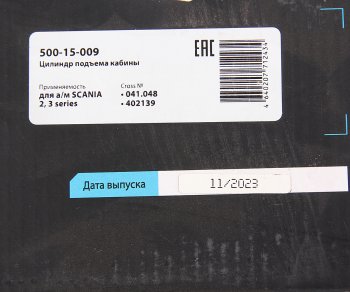 500-15-009
Цилиндр подъема кабины
EAC
Применяемость
для а/м SCANIA
2, 3 series
Cross №
• 041.048
• 402139
4640207712434
Дата выпуска
11/2023